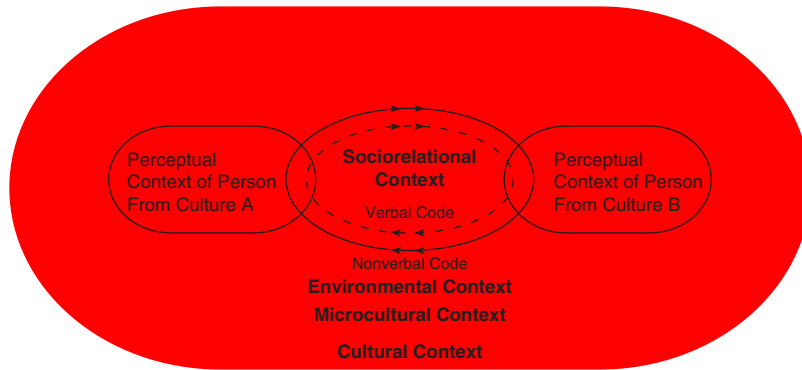 Perceptual
Context of Person
From Culture A
Sociorelational
Context
Verbal Code
Perceptual
Context of Person
From Culture B
Nonverbal Code
Environmental Context
Microcultural Context
Cultural Context